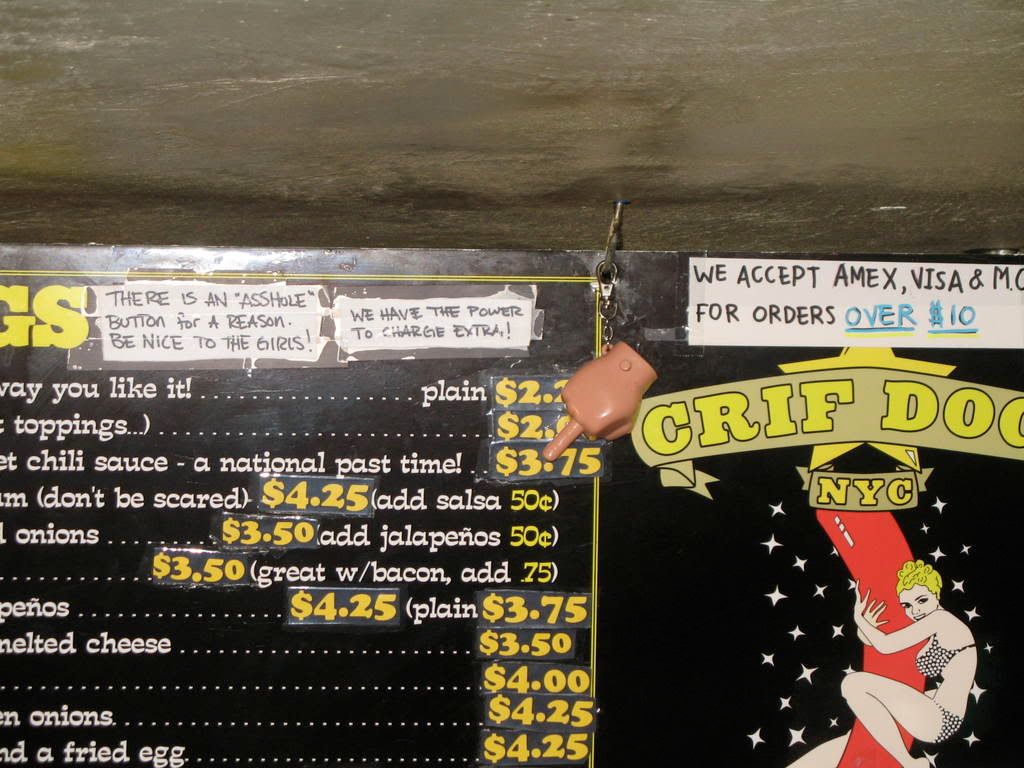 GS
THERE IS AN "ASSHOLE"
BUTTON for A REASON.
BE NICE TO THE GIRLS!
WE HAVE THE POWER
TO CHARGE EXTRA!
way you like it! plain $2.
toppings...) $2.
chili sauce - a national past time! $3.75
(don't be scared) $4.25 (add salsa 50¢)
onions $3.50 add jalapeños 50¢)
$3.50 (great w/bacon, add .75)
peños $4.25 (plain $3.75
melted cheese $3.50
$4.00
en onions $4.25
nd a fried egg $4.25
WE ACCEPT AMEX, VISA & M.C
FOR ORDERS OVER $10
CRIF DOG
NYC